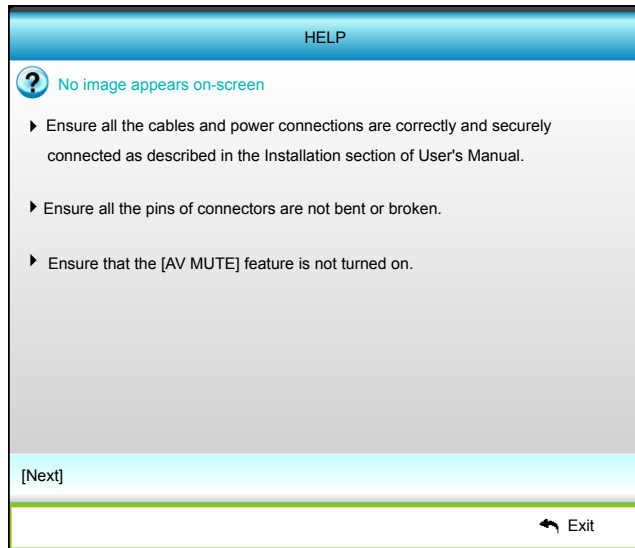 HELP
No image appears on-screen
Ensure all the cables and power connections are correctly and securely
connected as described in the Installation section of User's Manual.
Ensure all the pins of connectors are not bent or broken.
Ensure that the [AV MUTE] feature is not turned on.
[Next]
Exit